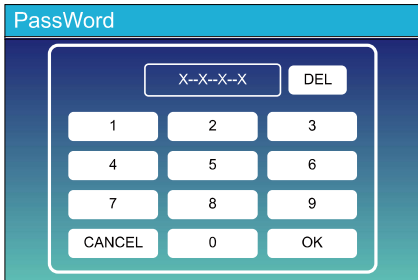 PassWord
X--X--X--X DEL
1 2 3
4 5 6
7 8 9
CANCEL 0 OK